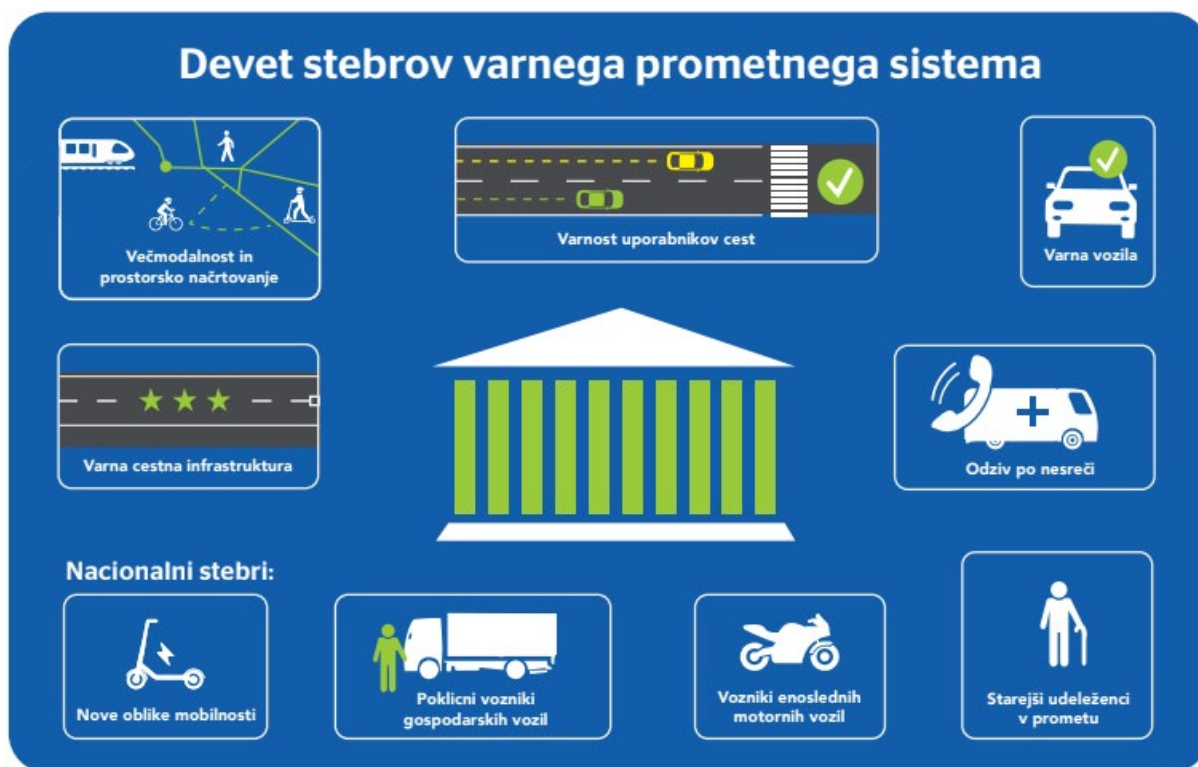 Devet stebrov varnega prometnega sistema
Večmodalnost in
prostorsko načrtovanje
Varnost uporabnikov cest
Varna vozila
Varna cestna infrastruktura
Odziv po nesreči
Nacionalni stebri:
Nove oblike mobilnosti
Poklicni vozniki
gospodarskih vozil
Vozniki enoslednih
motornih vozil
Starejši udeleženci
v prometu